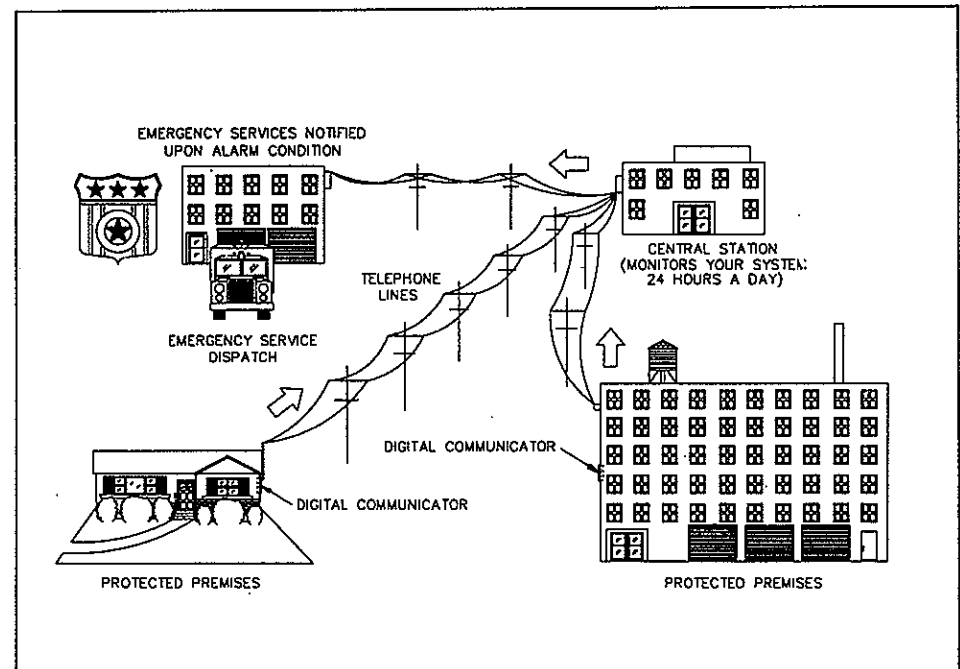 EMERGENCY SERVICES NOTIFIED
UPON ALARM CONDITION
CENTRAL STATION
(MONITORS YOUR SYSTEM:
24 HOURS A DAY)
TELEPHONE
LINES
EMERGENCY SERVICE
DISPATCH
DIGITAL COMMUNICATOR
DIGITAL COMMUNICATOR
PROTECTED PREMISES
PROTECTED PREMISES